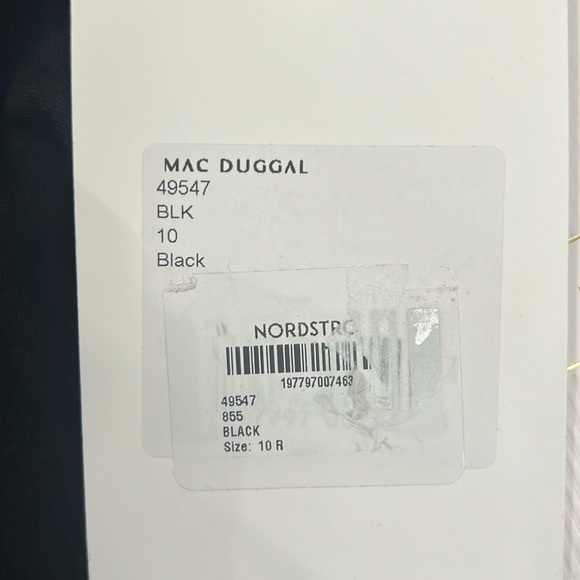 MAC DUGGAL
49547
BLK
10
Black
NORDSTRO
197797007463
49547
855
BLACK
Size: 10 R